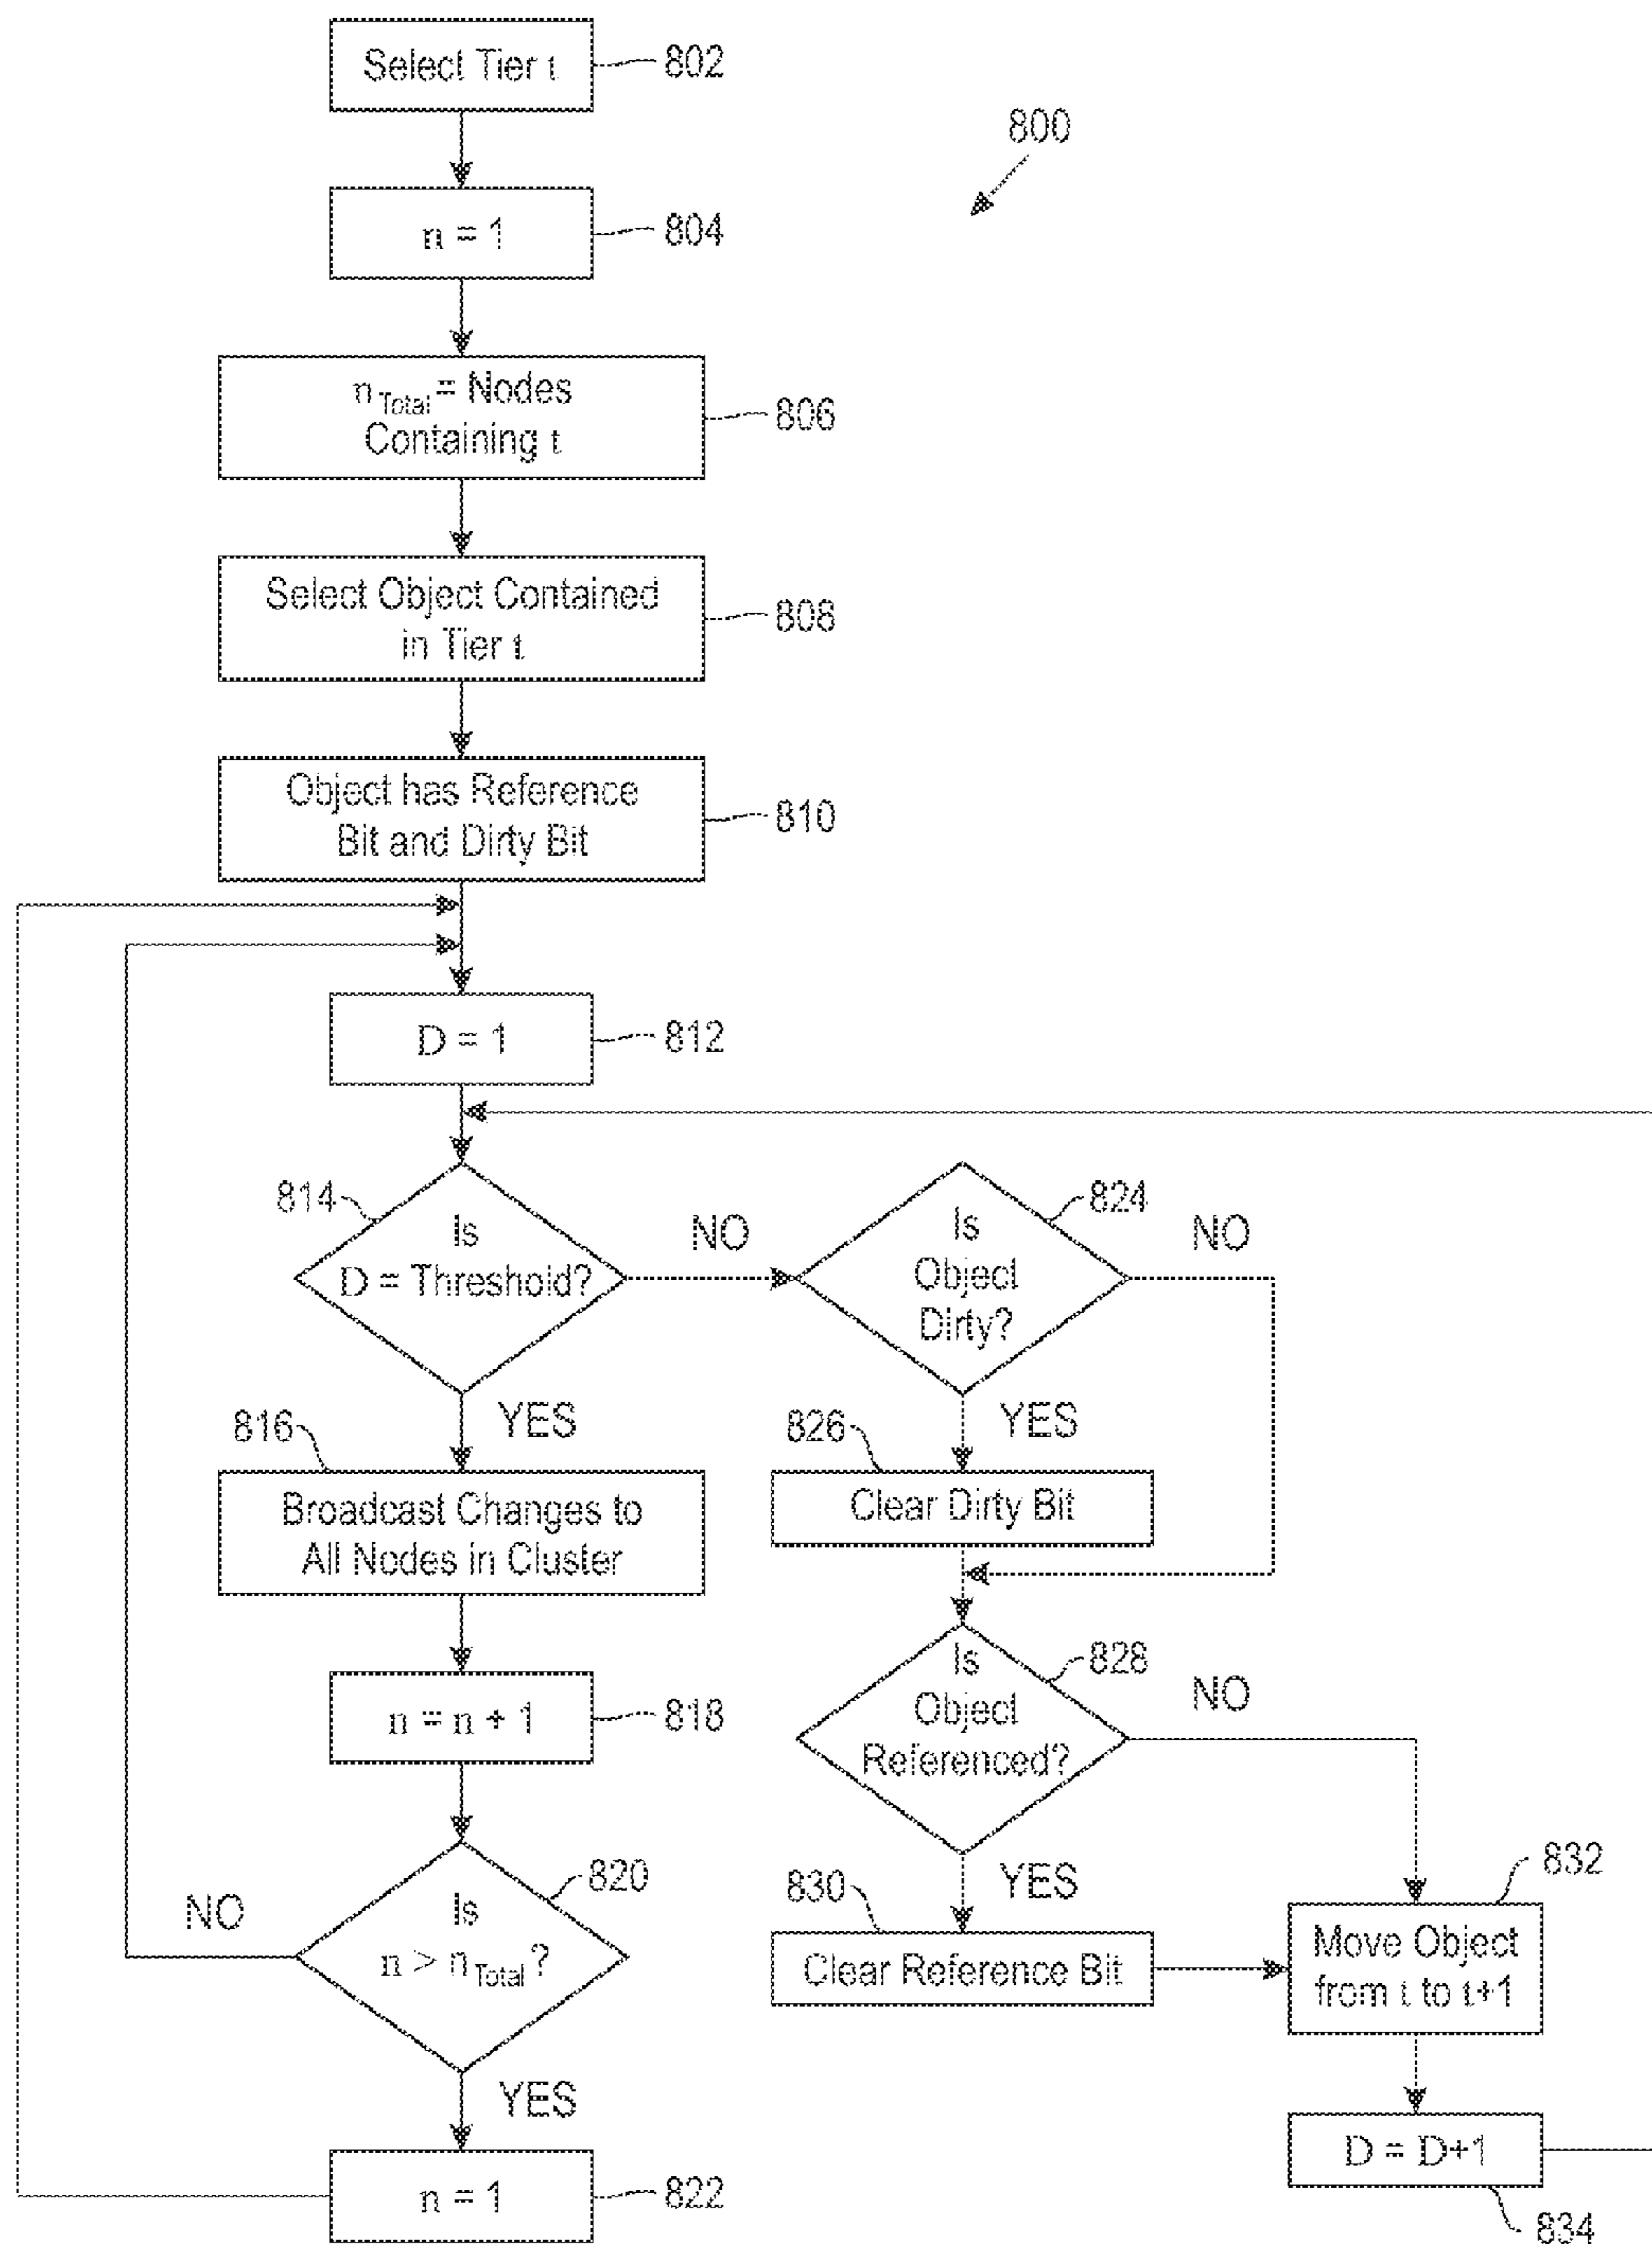 Select Tier t
802
800
n = 1
804
n Total = Nodes
Containing t
806
Select Object Contained
in Tier t
808
Object has Reference
Bit and Dirty Bit
810
D = 1
812
814
Is
D = Threshold?
NO
YES
824
Is
Object
Dirty?
NO
YES
816
Broadcast Changes to
All Nodes in Cluster
826
Clear Dirty Bit
n = n + 1
818
828
Is
Object
Referenced?
NO
YES
820
Is
n > n Total ?
NO
YES
830
Clear Reference Bit
832
Move Object
from t to t+1
n = 1
822
D = D+1
834